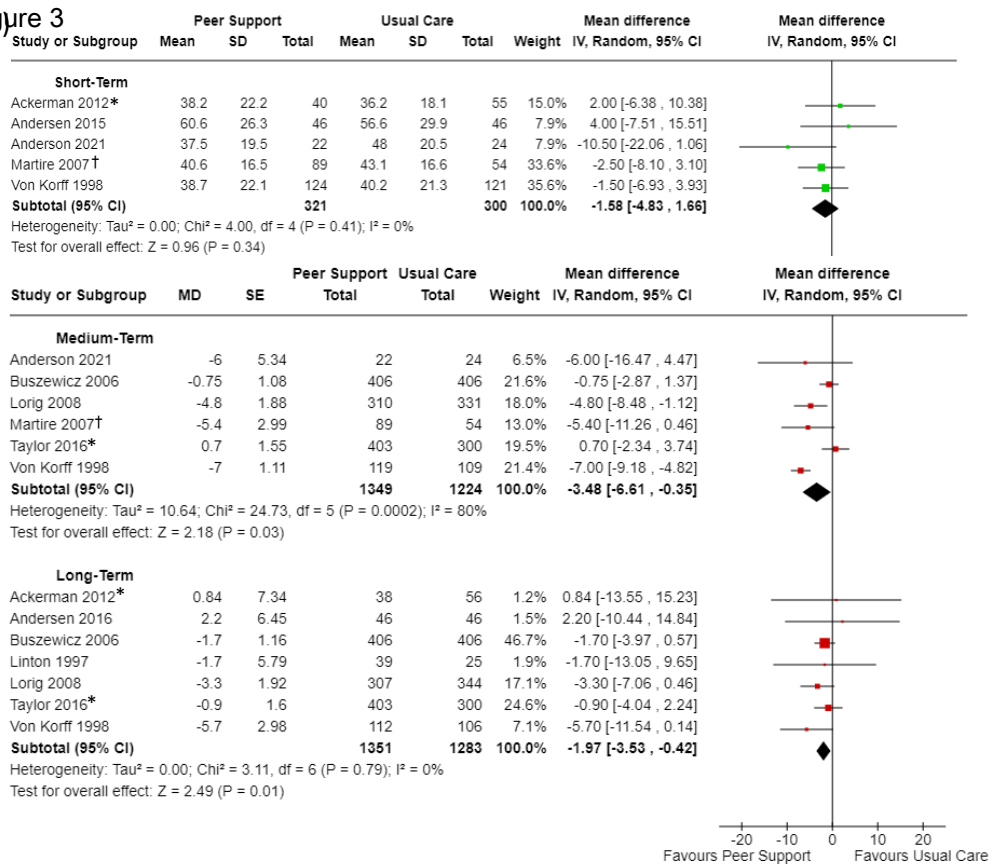 ure 3
Peer Support Usual Care Mean difference Mean difference
Study or Subgroup Mean SD Total Mean SD Total Weight IV, Random, 95% CI IV, Random, 95% CI
Short-Term
Ackerman 2012* 38.2 22.2 40 36.2 18.1 55 15.0% 2.00 [-6.38 , 10.38]
Andersen 2015 60.6 26.3 46 56.6 29.9 46 7.9% 4.00 [-7.51 , 15.51]
Anderson 2021 37.5 19.5 22 48 20.5 24 7.9% -10.50 [-22.06 , 1.06]
Martire 2007† 40.6 16.5 89 43.1 16.6 54 33.6% -2.50 [-8.10 , 3.10]
Von Korff 1998 38.7 22.1 124 40.2 21.3 121 35.6% -1.50 [-6.93 , 3.93]
Subtotal (95% CI) 321 300 100.0% -1.58 [-4.83 , 1.66]
Heterogeneity: Tau² = 0.00; Chi² = 4.00, df = 4 (P = 0.41); I² = 0%
Test for overall effect: Z = 0.96 (P = 0.34)
Peer Support Usual Care Mean difference Mean difference
Study or Subgroup MD SE Total Total Weight IV, Random, 95% CI IV, Random, 95% CI
Medium-Term
Anderson 2021 -6 5.34 22 24 6.5% -6.00 [-16.47 , 4.47]
Buszewicz 2006 -0.75 1.08 406 406 21.6% -0.75 [-2.87 , 1.37]
Lorig 2008 -4.8 1.88 310 331 18.0% -4.80 [-8.48 , -1.12]
Martire 2007† -5.4 2.99 89 54 13.0% -5.40 [-11.26 , 0.46]
Taylor 2016* 0.7 1.55 403 300 19.5% 0.70 [-2.34 , 3.74]
Von Korff 1998 -7 1.11 119 109 21.4% -7.00 [-9.18 , -4.82]
Subtotal (95% CI) 1349 1224 100.0% -3.48 [-6.61 , -0.35]
Heterogeneity: Tau² = 10.64; Chi² = 24.73, df = 5 (P = 0.0002); I² = 80%
Test for overall effect: Z = 2.18 (P = 0.03)
Long-Term
Ackerman 2012* 0.84 7.34 38 56 1.2% 0.84 [-13.55 , 15.23]
Andersen 2016 2.2 6.45 46 46 1.5% 2.20 [-10.44 , 14.84]
Buszewicz 2006 -1.7 1.16 406 406 46.7% -1.70 [-3.97 , 0.57]
Linton 1997 -1.7 5.79 39 25 1.9% -1.70 [-13.05 , 9.65]
Lorig 2008 -3.3 1.92 307 344 17.1% -3.30 [-7.06 , 0.46]
Taylor 2016* -0.9 1.6 403 300 24.6% -0.90 [-4.04 , 2.24]
Von Korff 1998 -5.7 2.98 112 106 7.1% -5.70 [-11.54 , 0.14]
Subtotal (95% CI) 1351 1283 100.0% -1.97 [-3.53 , -0.42]
Heterogeneity: Tau² = 0.00; Chi² = 3.11, df = 6 (P = 0.79); I² = 0%
Test for overall effect: Z = 2.49 (P = 0.01)
-20 -10 0 10 20
Favours Peer Support Favours Usual Care